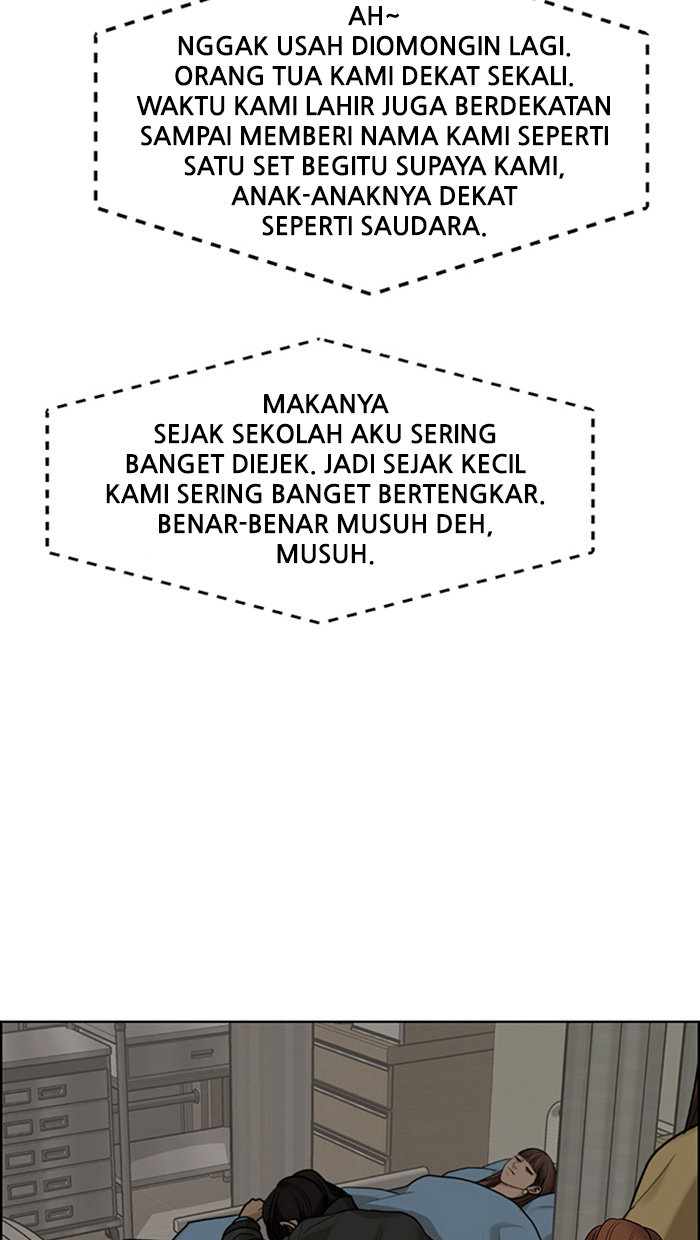 AH~
NGGAK USAH DIOMONGIN LAGI.
ORANG TUA KAMI DEKAT SEKALI.
WAKTU KAMI LAHIR JUGA BERDEKATAN
SAMPAI MEMBERI NAMA KAMI SEPERTI
SATU SET BEGITU SUPAYA KAMI,
ANAK-ANAKNYA DEKAT
SEPERTI SAUDARA.
MAKANYA
SEJAK SEKOLAH AKU SERING
BANGET DIEJEK. JADI SEJAK KECIL
KAMI SERING BANGET BERTENGKAR.
BENAR-BENAR MUSUH DEH,
MUSUH.